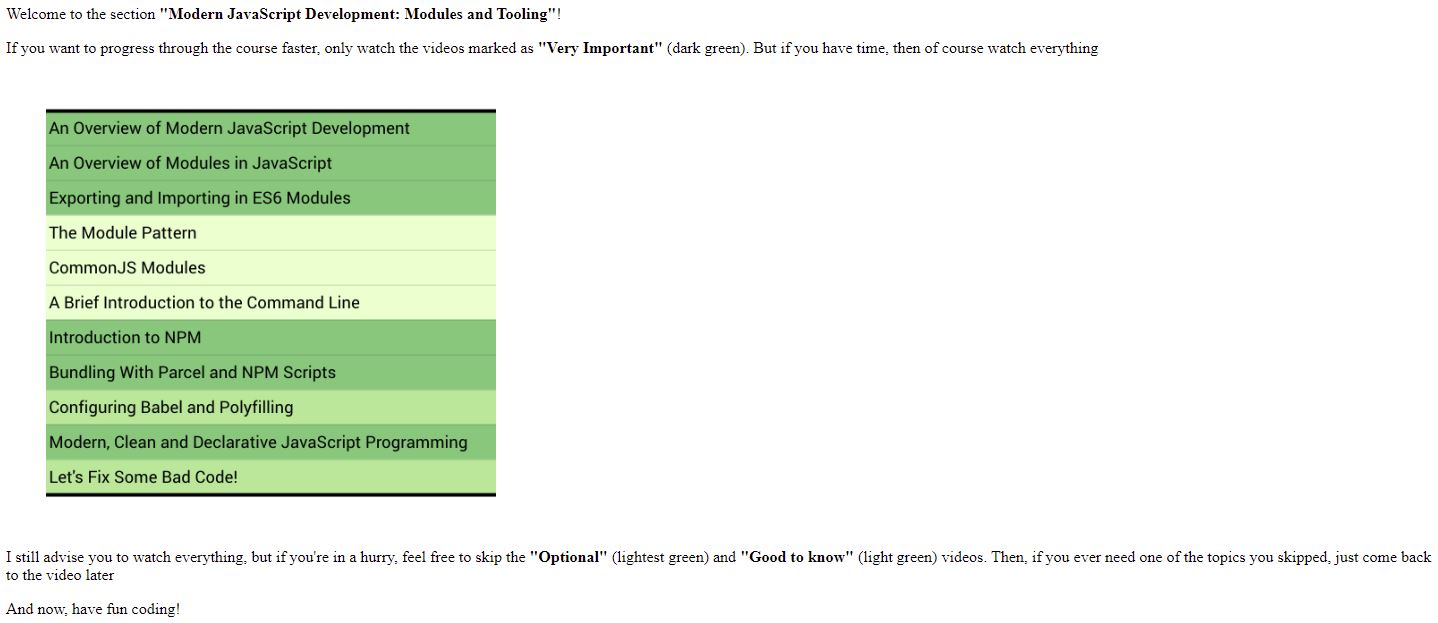 Welcome to the section "Modern JavaScript Development: Modules and Tooling"!
If you want to progress through the course faster, only watch the videos marked as "Very Important" (dark green). But if you have time, then of course watch everything
An Overview of Modern JavaScript Development
An Overview of Modules in JavaScript
Exporting and Importing in ES6 Modules
The Module Pattern
CommonJS Modules
A Brief Introduction to the Command Line
Introduction to NPM
Bundling With Parcel and NPM Scripts
Configuring Babel and Polyfilling
Modern, Clean and Declarative JavaScript Programming
Let's Fix Some Bad Code!
I still advise you to watch everything, but if you're in a hurry, feel free to skip the "Optional" (lightest green) and "Good to know" (light green) videos. Then, if you ever need one of the topics you skipped, just come back
to the video later
And now, have fun coding!